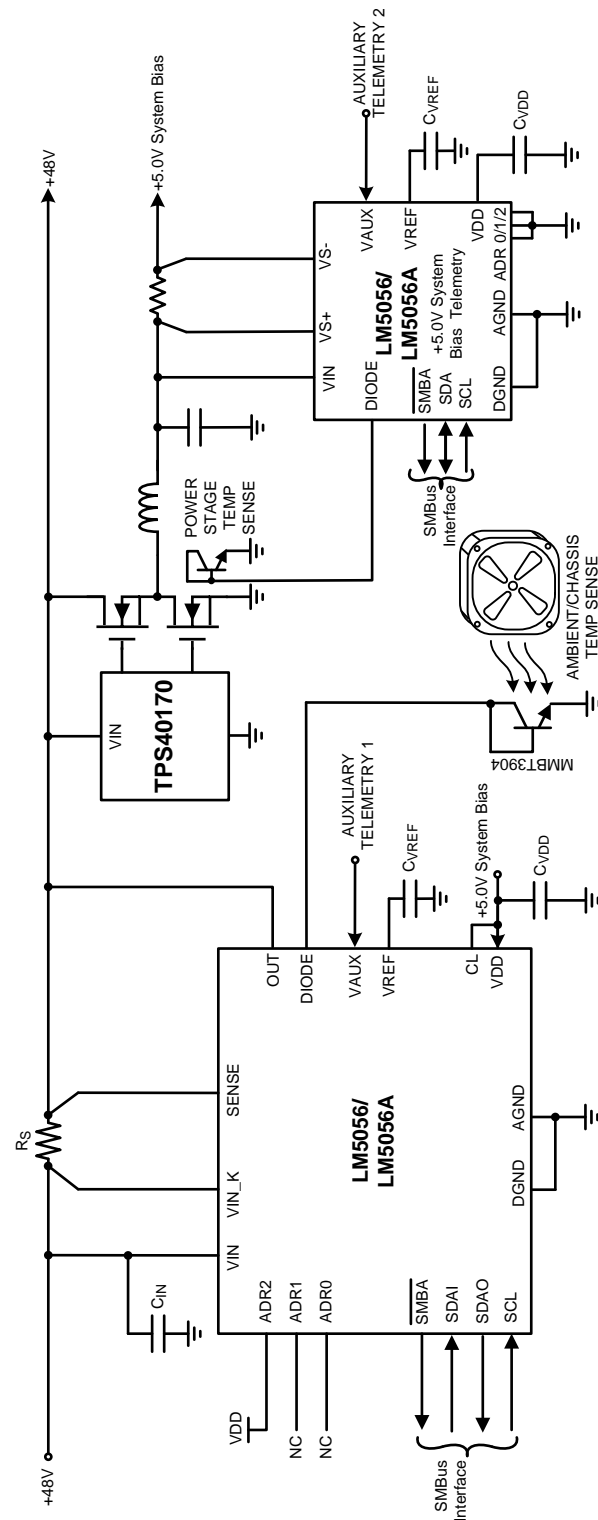 +48V
RS
+48V
CIN
VIN
VIN_K
SENSE
VDD
ADR2
NC
ADR1
NC
ADR0
LM5056/
LM5056A
SMBA
SDAI
SDAO
SCL
SMBus
Interface
DGND
AGND
OUT
DIODE
VAUX
AUXILIARY
TELEMETRY 1
VREF
CVREF
CL
VDD
+5.0V System Bias
CVDD
MMBT3904
AMBIENT/CHASSIS
TEMP SENSE
VIN
TPS40170
POWER
STAGE
TEMP
SENSE
+5.0V System Bias
VIN
VS+
VS-
DIODE
LM5056/
LM5056A
+5.0V System
Bias Telemetry
SMBA
SDA
SCL
SMBus
Interface
DGND
AGND
ADR 0/1/2
VAUX
AUXILIARY
TELEMETRY 2
VREF
CVREF
VDD
CVDD